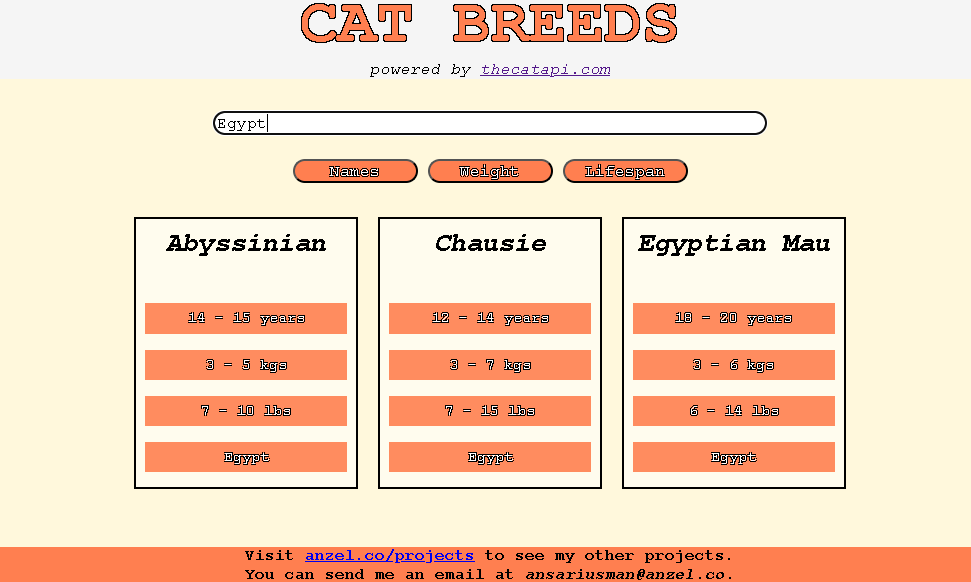 CAT BREEDS
powered by thecatapi.com
Egypt
Names Weight Lifespan
Abyssinian
14 - 15 years
3 - 5 kgs
7 - 10 lbs
Egypt
Chausie
12 - 14 years
3 - 7 kgs
7 - 15 lbs
Egypt
Egyptian Mau
18 - 20 years
3 - 6 kgs
6 - 14 lbs
Egypt
Visit anzel.co/projects to see my other projects.
You can send me an email at ansariusman@anzel.co.